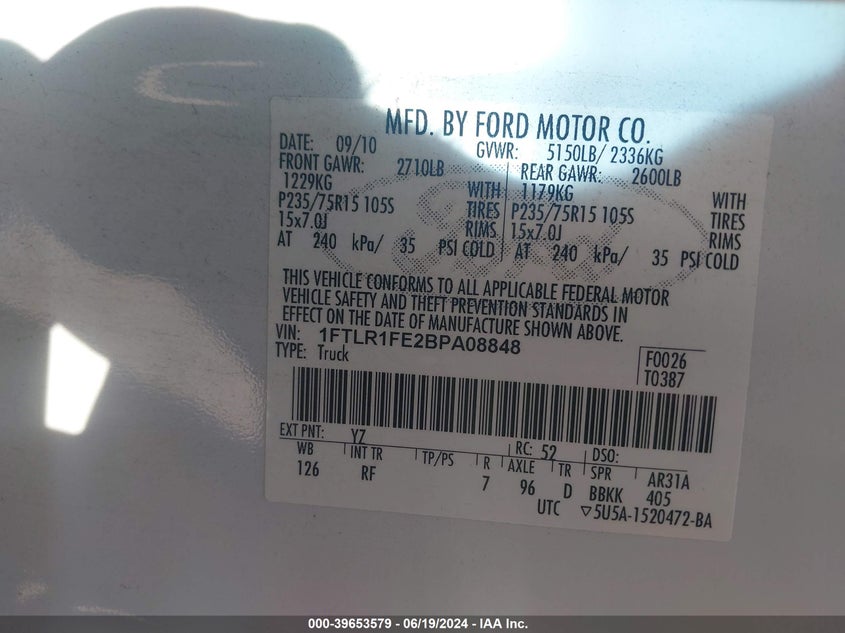 MFD. BY FORD MOTOR CO.
DATE: 09/10 GVWR: 5150LB/ 2336KG
FRONT GAWR: 2710LB REAR GAWR: 2600LB
1229KG WITH 1179KG WITH
P235/75R15 105S TIRES P235/75R15 105S TIRES
15x7.0J RIMS 15x7.0J RIMS
AT 240 kPa/ 35 PSI COLD AT 240 kPa/ 35 PSI COLD
THIS VEHICLE CONFORMS TO ALL APPLICABLE FEDERAL MOTOR
VEHICLE SAFETY AND THEFT PREVENTION STANDARDS IN
EFFECT ON THE DATE OF MANUFACTURE SHOWN ABOVE.
VIN: 1FTLR1FE2BPA08848
TYPE: Truck
F0026
T0387
EXT PNT: YZ RC: 52 DSO:
WB INT TR TP/PS R AXLE TR SPR AR31A
126 RF 7 96 D BBKK 405
UTC ▽5U5A-1520472-BA
000-39653579 - 06/19/2024 - IAA Inc.